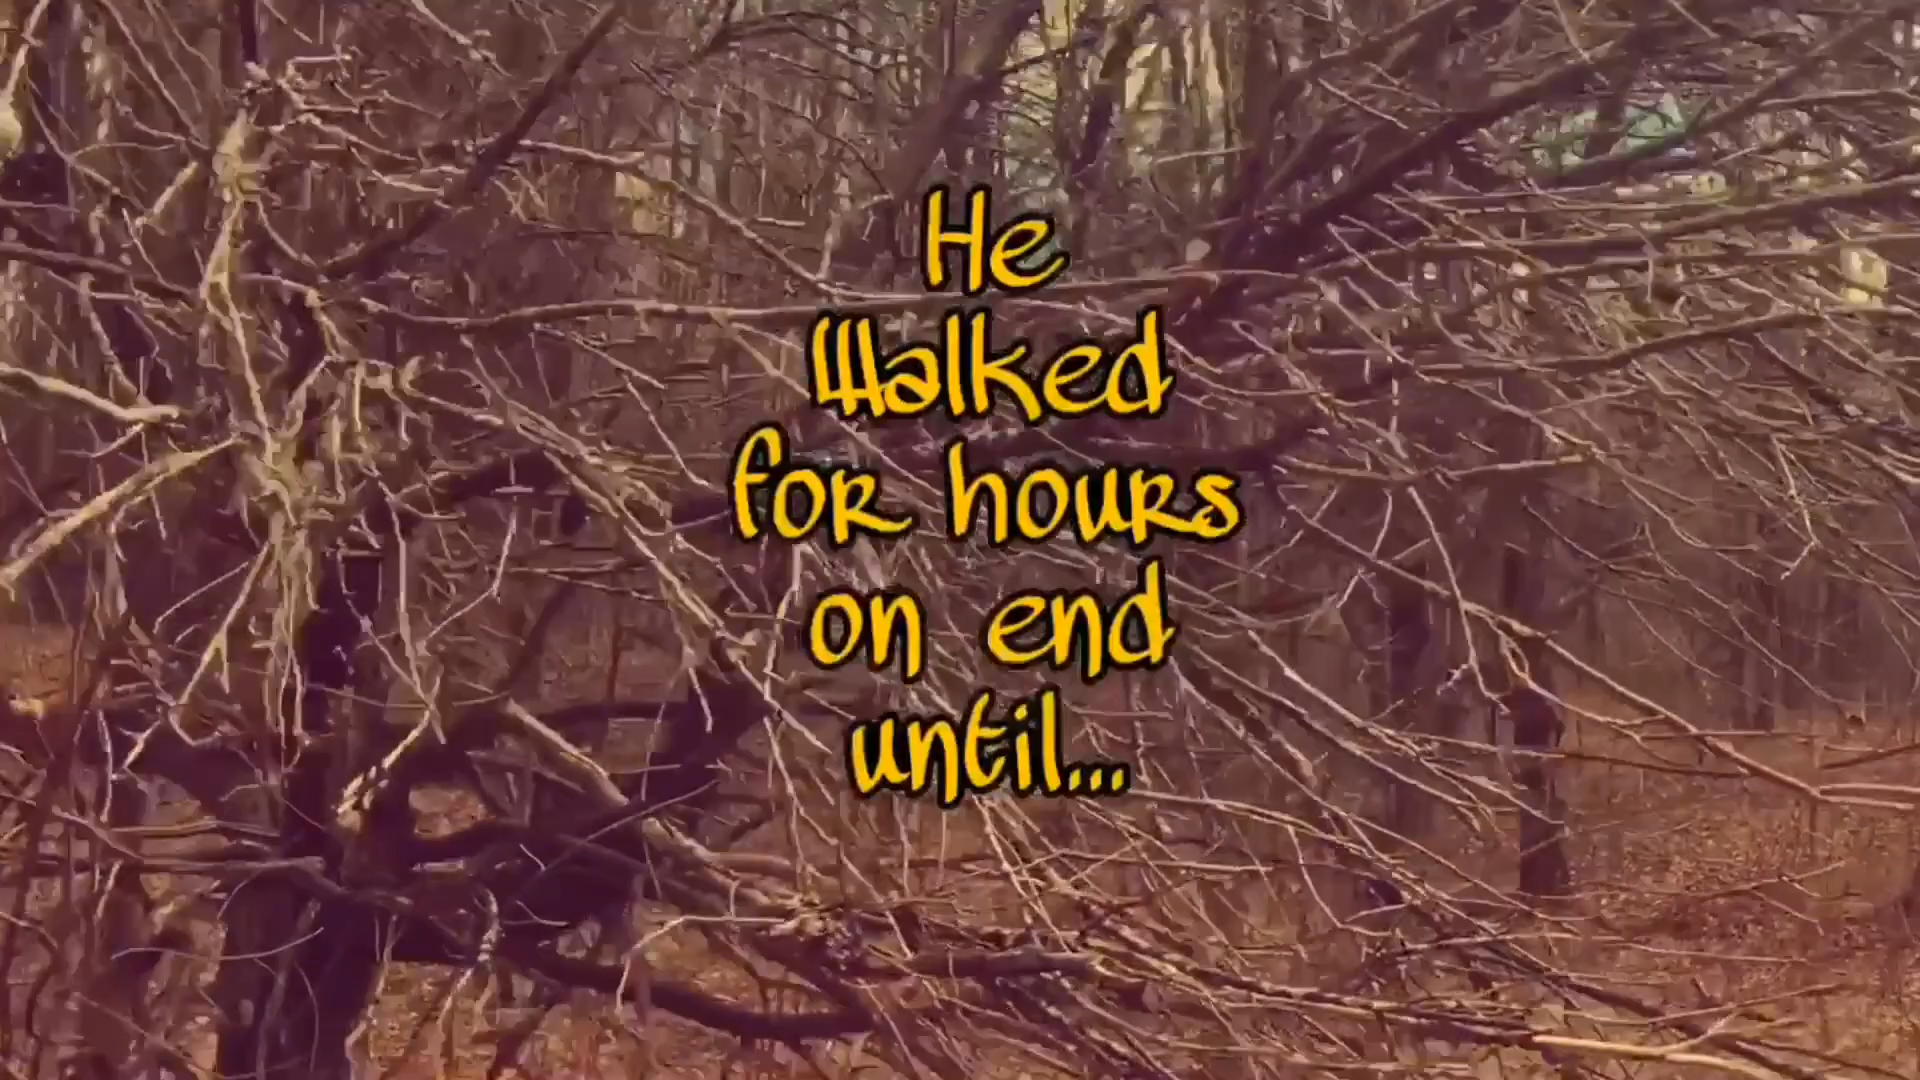 He
Walked
for hours
on end
until...